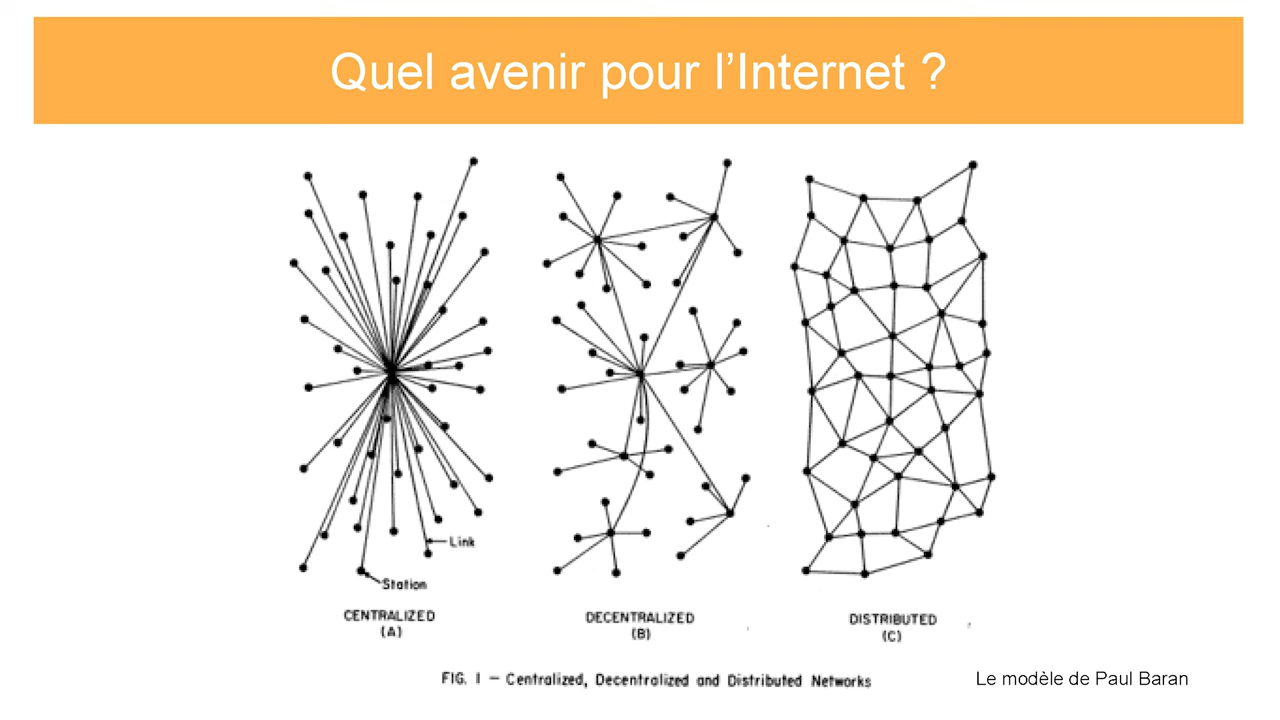 Quel avenir pour l’Internet ?
Link
Station
CENTRALIZED
(A)
DECENTRALIZED
(B)
DISTRIBUTED
(C)
FIG. I — Centralized, Decentralized and Distributed Networks
Le modèle de Paul Baran